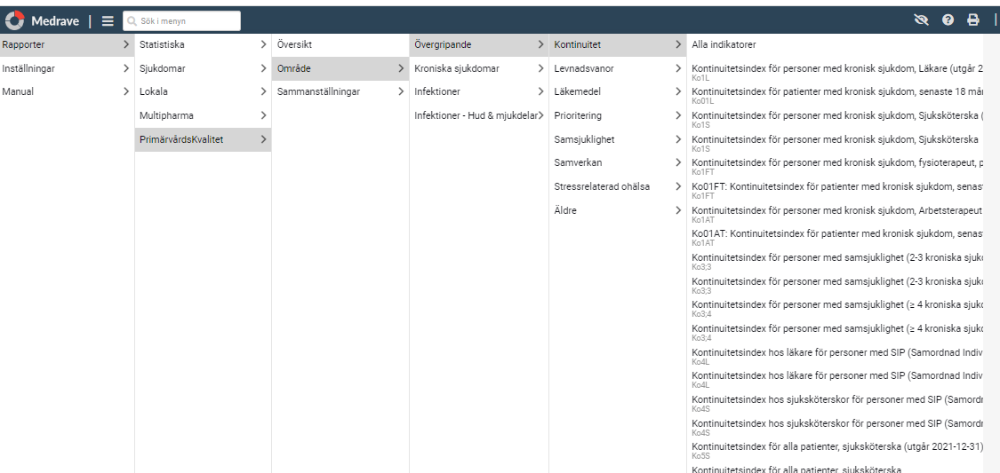 Medrave
Sök i menyn
Rapporter
Inställningar
Manual
Statistiska
Sjukdomar
Lokala
Multipharma
PrimärvårdsKvalitet
Översikt
Område
Sammanställningar
Övergripande
Kroniska sjukdomar
Infektioner
Infektioner - Hud & mjukdelar
Kontinuitet
Levnadsvanor
Läkemedel
Prioritering
Samsjuklighet
Samverkan
Stressrelaterad ohälsa
Äldre
Alla indikatorer
Kontinuitetsindex för personer med kronisk sjukdom, Läkare (utgår 2
Ko1L
Kontinuitetsindex för patienter med kronisk sjukdom, senaste 18 mån
Ko01L
Kontinuitetsindex för personer med kronisk sjukdom, Sjuksköterska (
Ko1S
Kontinuitetsindex för personer med kronisk sjukdom, Sjuksköterska
Ko1S
Kontinuitetsindex för personer med kronisk sjukdom, fysioterapeut, p
Ko1FT
Ko01FT: Kontinuitetsindex för patienter med kronisk sjukdom, senas
Ko1FT
Kontinuitetsindex för personer med kronisk sjukdom, Arbetsterapeut
Ko1AT
Ko01AT: Kontinuitetsindex för patienter med kronisk sjukdom, senas
Ko1AT
Kontinuitetsindex för personer med samsjuklighet (2-3 kroniska sjuk
Ko3;3
Kontinuitetsindex för personer med samsjuklighet (2-3 kroniska sjuk
Ko3;3
Kontinuitetsindex för personer med samsjuklighet (≥ 4 kroniska sjuk
Ko3;4
Kontinuitetsindex för personer med samsjuklighet (≥ 4 kroniska sjuk
Ko3;4
Kontinuitetsindex hos läkare för personer med SIP (Samordnad Indiv
Ko4L
Kontinuitetsindex hos läkare för personer med SIP (Samordnad Indiv
Ko4L
Kontinuitetsindex hos sjuksköterskor för personer med SIP (Samordn
Ko4S
Kontinuitetsindex hos sjuksköterskor för personer med SIP (Samordn
Ko4S
Kontinuitetsindex för alla patienter, sjuksköterska (utgår 2021-12-31)
Ko5S
Kontinuitetsindex för alla patienter, sjuksköterska